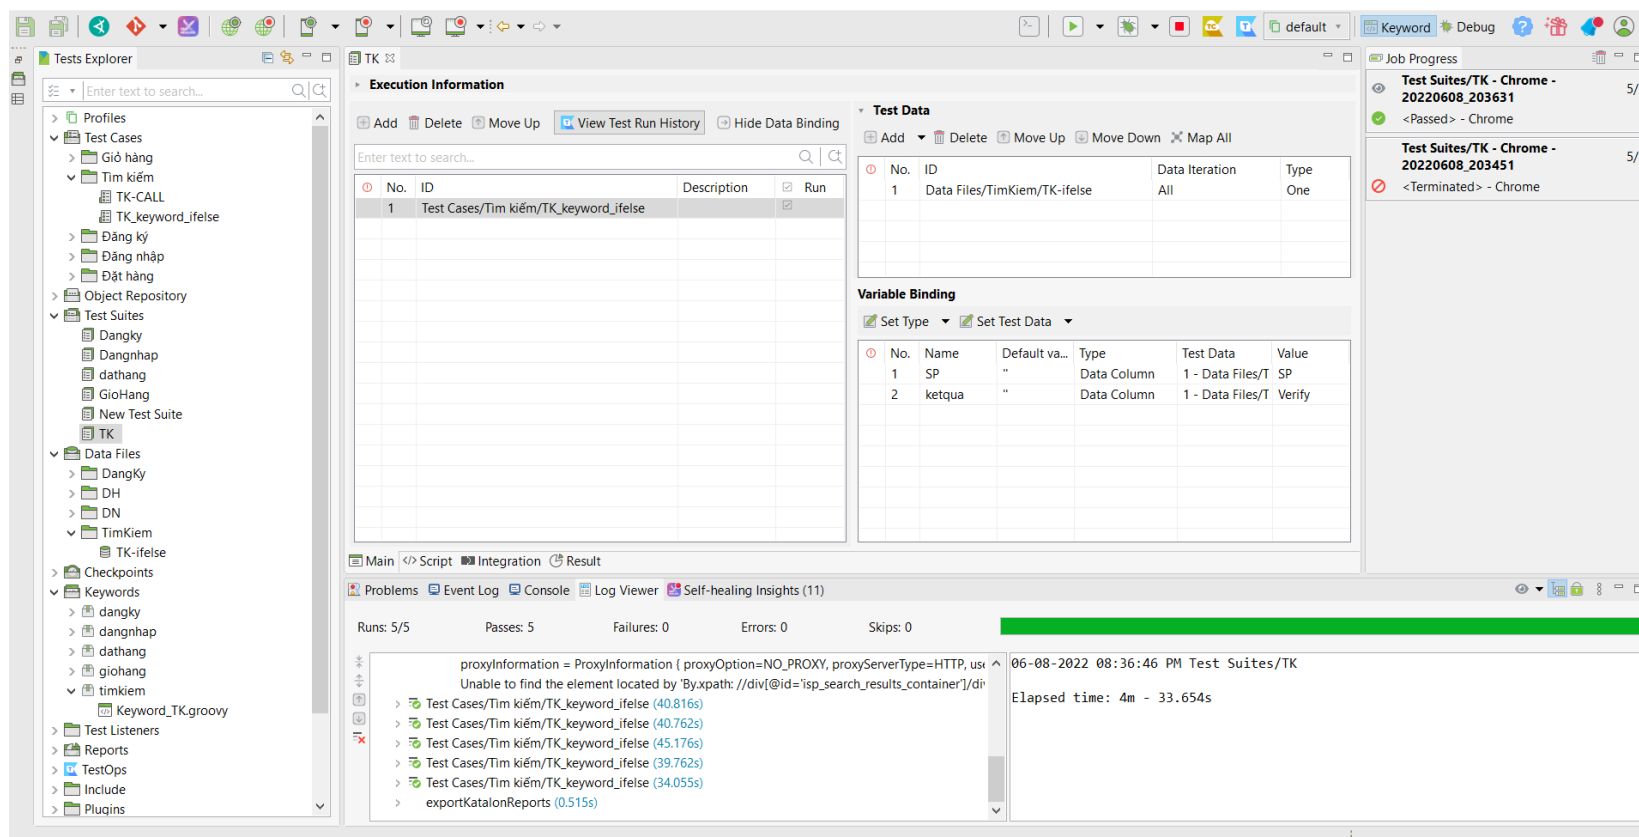 default
Keyword
Debug
Tests Explorer
Enter text to search...
Profiles
Test Cases
Giỏ hàng
Tìm kiếm
TK-CALL
TK_keyword_ifelse
Đăng ký
Đăng nhập
Đặt hàng
Object Repository
Test Suites
Dangky
Dangnhap
dathang
GioHang
New Test Suite
TK
Data Files
DangKy
DH
DN
TimKiem
TK-ifelse
Checkpoints
Keywords
dangky
dangnhap
dathang
giohang
timkiem
Keyword_TK.groovy
Test Listeners
Reports
TestOps
Include
Plugins
TK
Execution Information
Add Delete Move Up View Test Run History Hide Data Binding
Enter text to search...
No. ID Description Run
1 Test Cases/Tìm kiếm/TK_keyword_ifelse
Test Data
Add Delete Move Up Move Down Map All
No. ID Data Iteration Type
1 Data Files/TimKiem/TK-ifelse All One
Variable Binding
Set Type Set Test Data
No. Name Default va... Type Test Data Value
1 SP '' Data Column 1 - Data Files/T SP
2 ketqua '' Data Column 1 - Data Files/T Verify
Main Script Integration Result
Job Progress
Test Suites/TK - Chrome - 5/
20220608_203631
<Passed> - Chrome
Test Suites/TK - Chrome - 5/
20220608_203451
<Terminated> - Chrome
Problems Event Log Console Log Viewer Self-healing Insights (11)
Runs: 5/5 Passes: 5 Failures: 0 Errors: 0 Skips: 0
proxyInformation = ProxyInformation { proxyOption=NO_PROXY, proxyServerType=HTTP, use
Unable to find the element located by 'By.xpath: //div[@id='isp_search_results_container']/div
Test Cases/Tìm kiếm/TK_keyword_ifelse (40.816s)
Test Cases/Tìm kiếm/TK_keyword_ifelse (40.762s)
Test Cases/Tìm kiếm/TK_keyword_ifelse (45.176s)
Test Cases/Tìm kiếm/TK_keyword_ifelse (39.762s)
Test Cases/Tìm kiếm/TK_keyword_ifelse (34.055s)
exportKatalonReports (0.515s)
06-08-2022 08:36:46 PM Test Suites/TK
Elapsed time: 4m - 33.654s